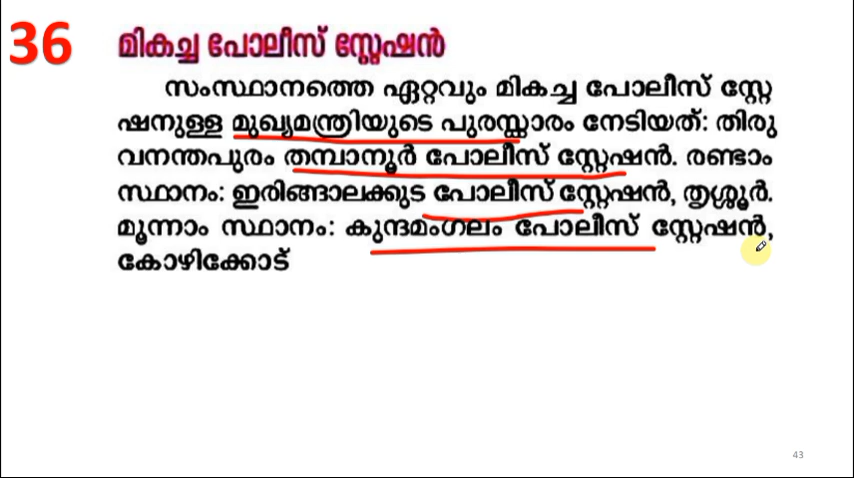 36
മികച്ച പോലീസ് സ്റ്റേഷൻ
സംസ്ഥാനത്തെ ഏറ്റവും മികച്ച പോലീസ് സ്റ്റേ
ഷനുള്ള മുഖ്യമന്ത്രിയുടെ പുരസ്കാരം നേടിയത്: തിരു
വനന്തപുരം തമ്പാനൂർ പോലീസ് സ്റ്റേഷൻ. രണ്ടാം
സ്ഥാനം: ഇരിങ്ങാലക്കുട പോലീസ് സ്റ്റേഷൻ, തൃശ്ശൂർ.
മൂന്നാം സ്ഥാനം: കുന്ദമംഗലം പോലീസ് സ്റ്റേഷൻ,
കോഴിക്കോട്
43